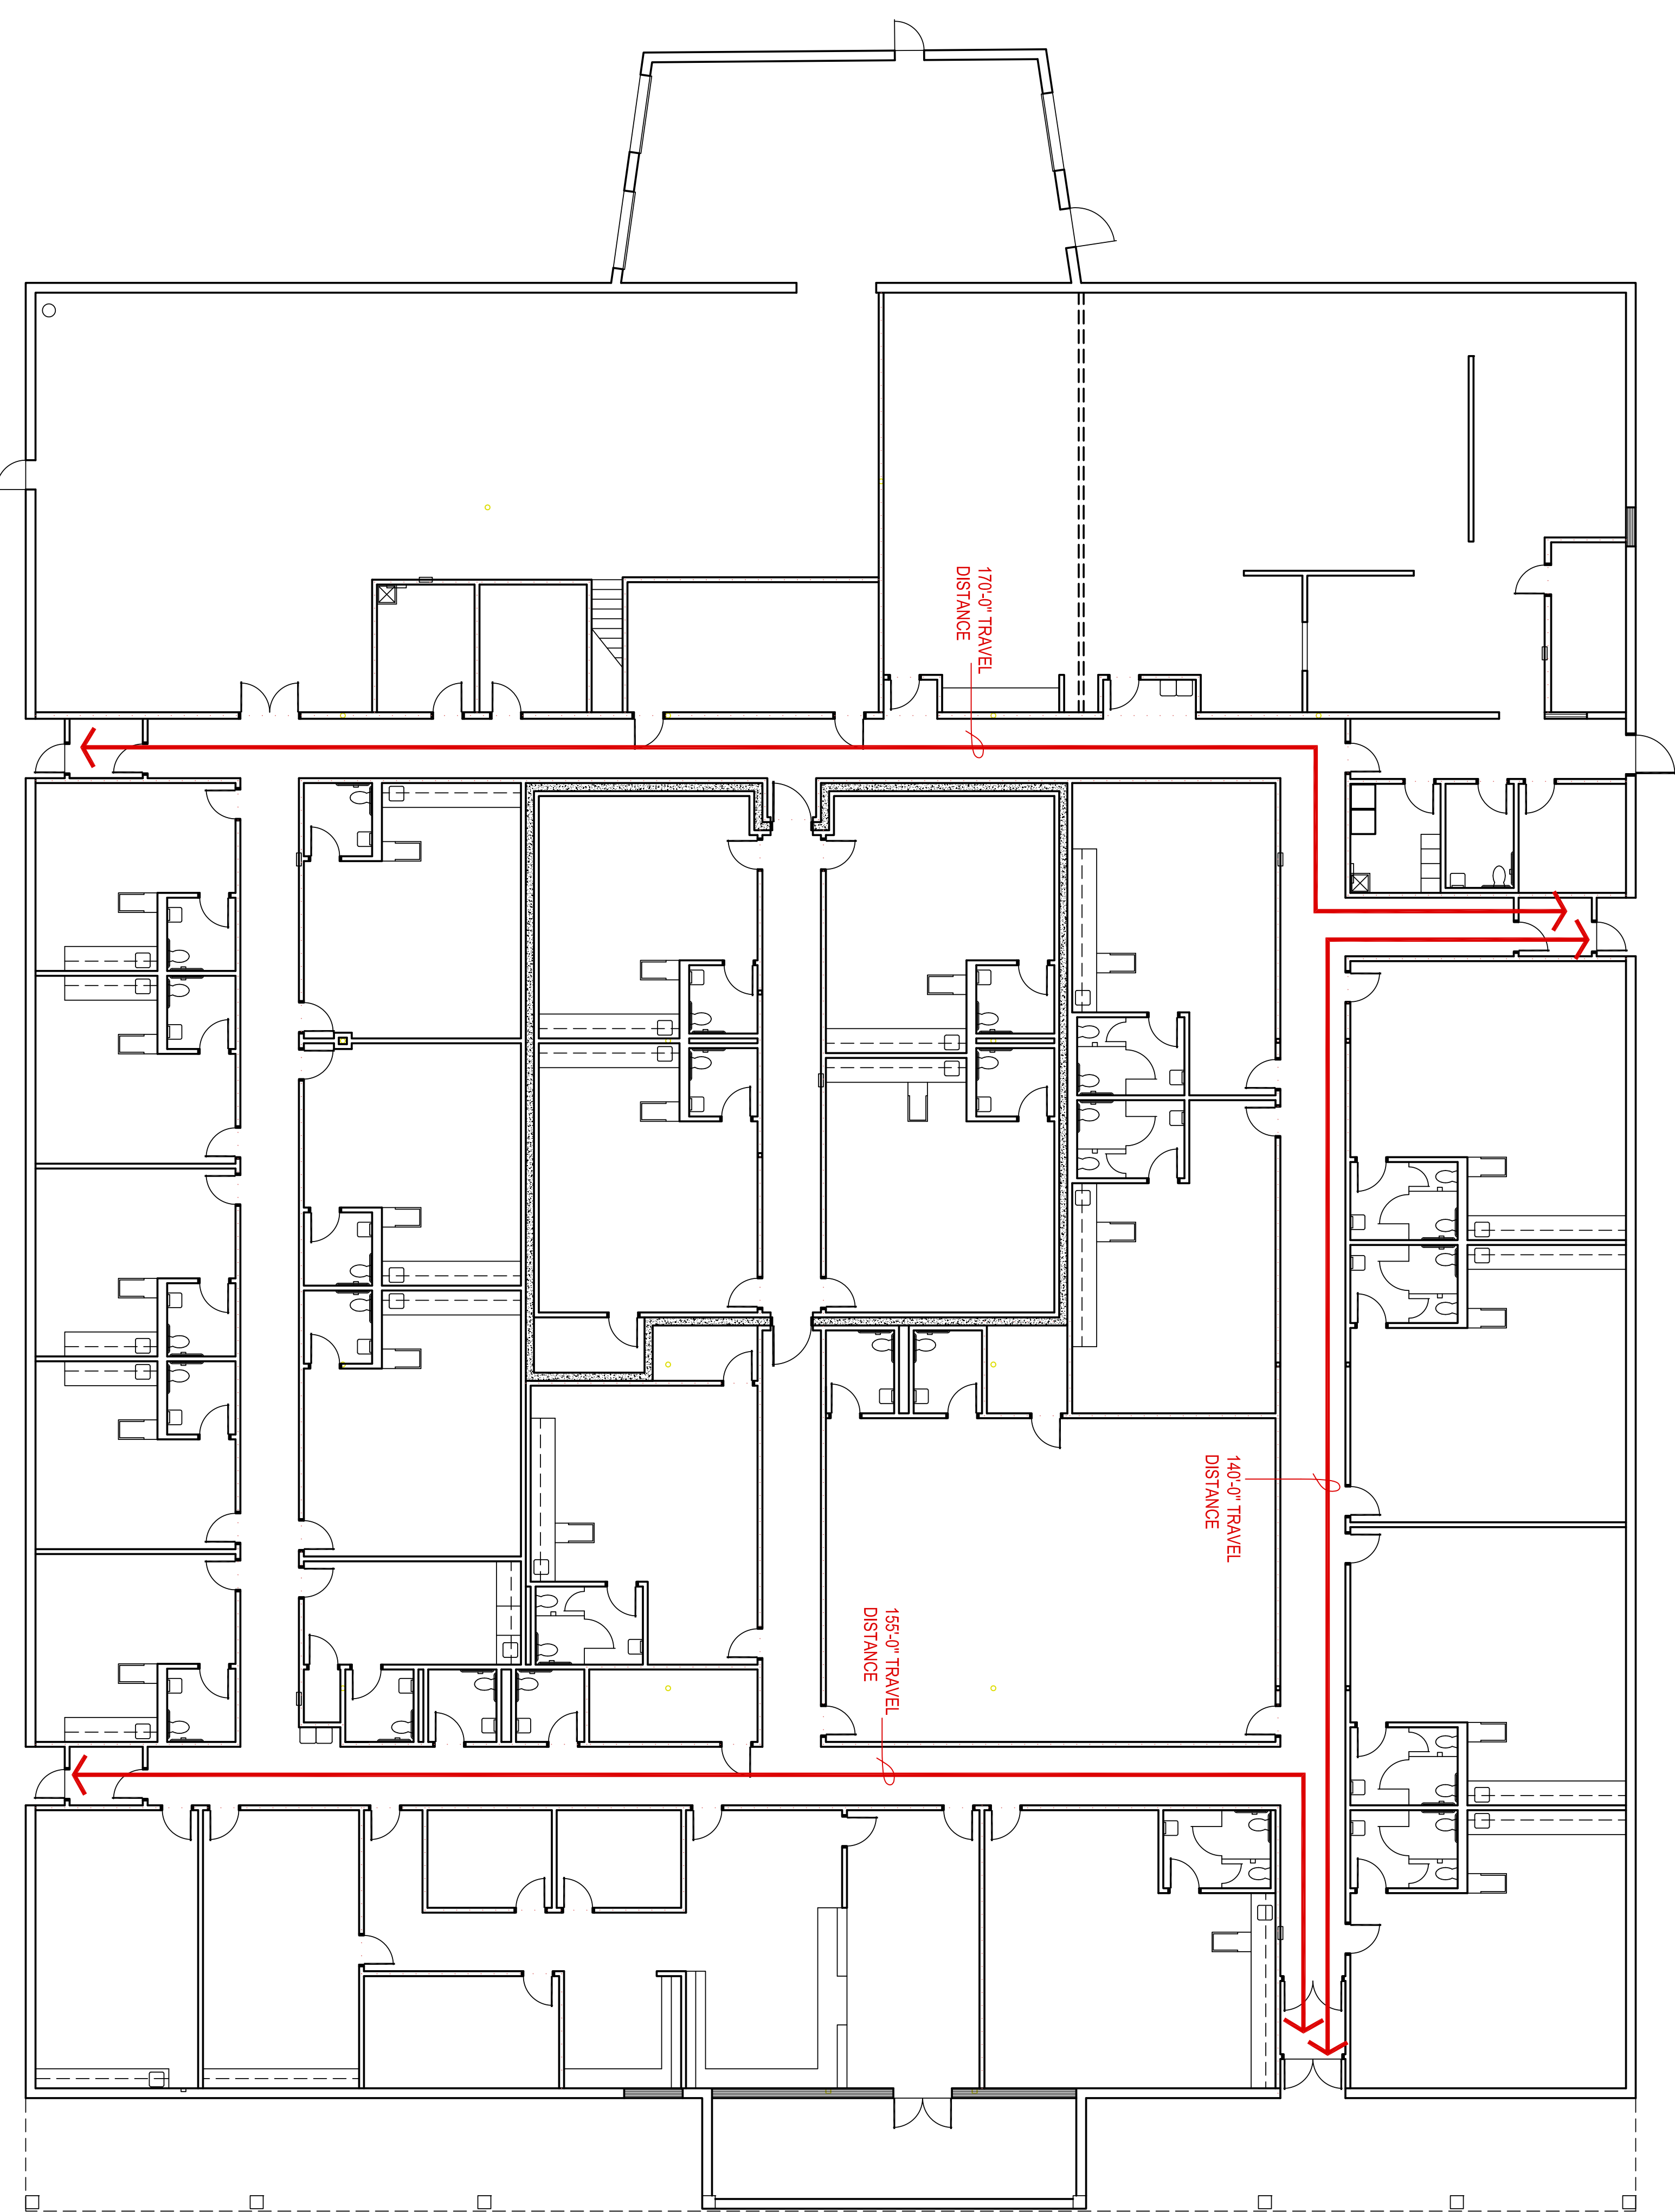 170'-0" TRAVEL
DISTANCE
140'-0" TRAVEL
DISTANCE
155'-0" TRAVEL
DISTANCE